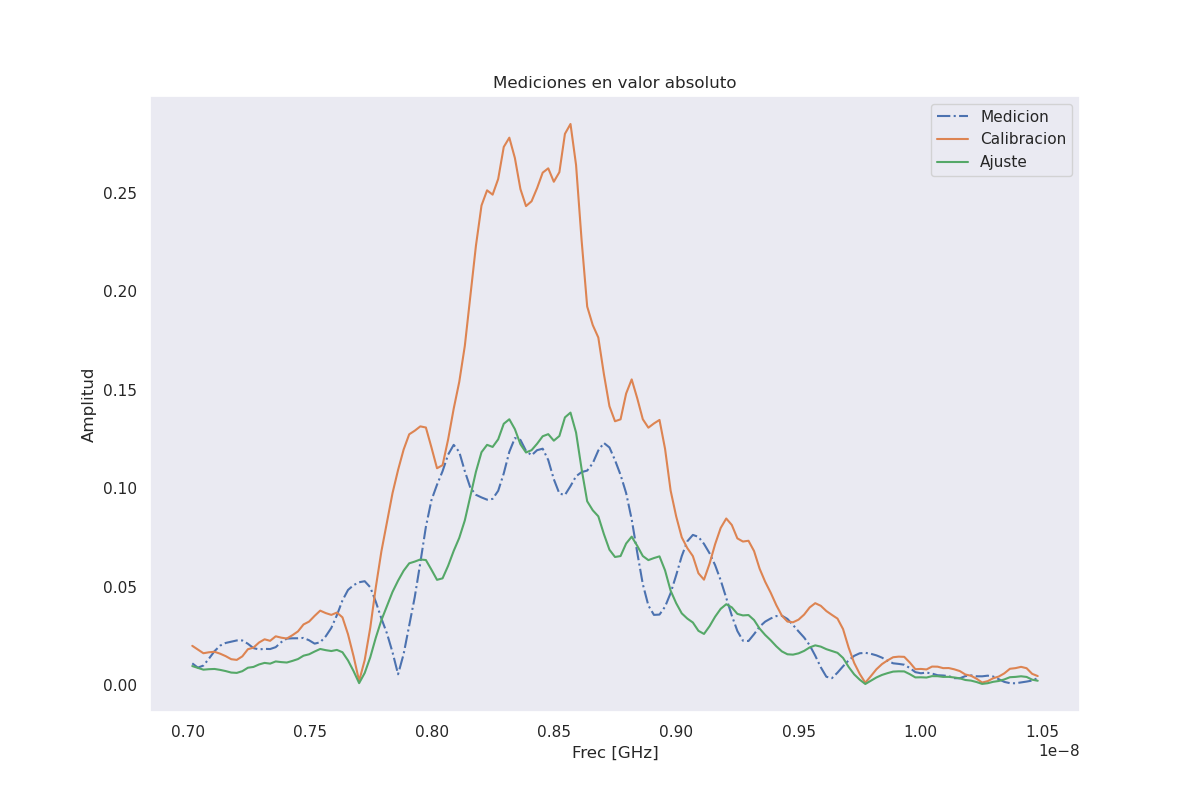 Mediciones en valor absoluto
Medicion
Calibracion
Ajuste
Amplitud
0.25
0.20
0.15
0.10
0.05
0.00
0.70 0.75 0.80 0.85 0.90 0.95 1.00 1.05
1e−8
Frec [GHz]